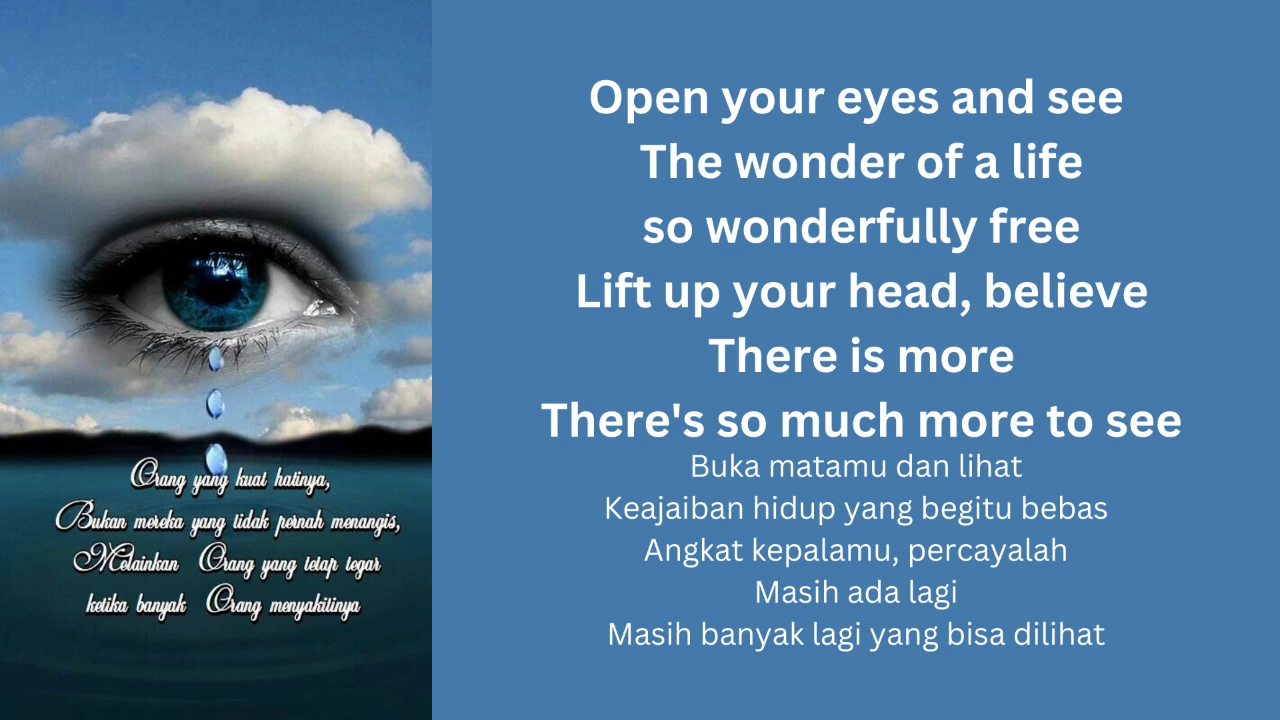 Orang yang kuat hatinya,
Bukan mereka yang tidak pernah menangis,
Melainkan Orang yang tetap tegar
ketika banyak Orang menyakitinya
Open your eyes and see
The wonder of a life
so wonderfully free
Lift up your head, believe
There is more
There's so much more to see
Buka matamu dan lihat
Keajaiban hidup yang begitu bebas
Angkat kepalamu, percayalah
Masih ada lagi
Masih banyak lagi yang bisa dilihat